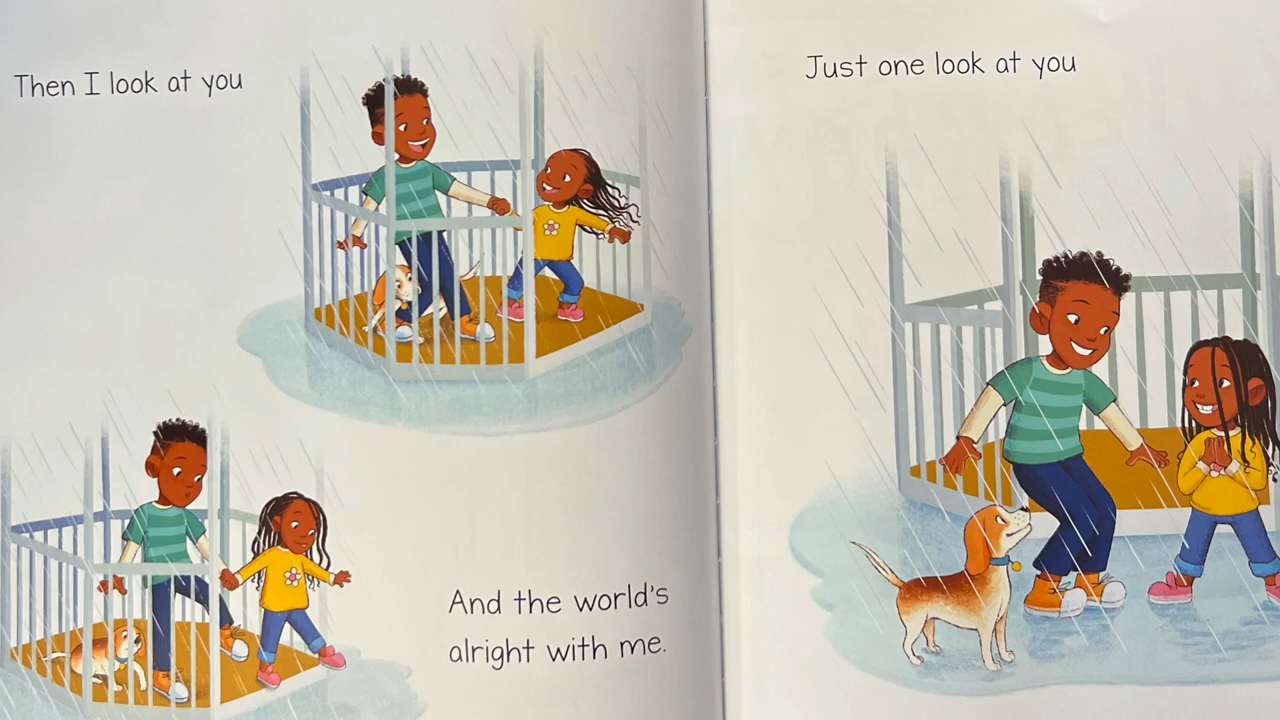 Then I look at you
And the world's
alright with me.
Just one look at you